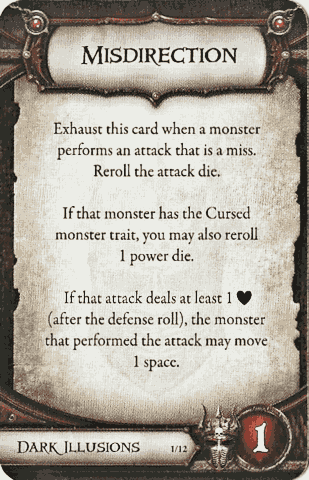 MISDIRECTION
Exhaust this card when a monster
performs an attack that is a miss.
Reroll the attack die.
If that monster has the Cursed
monster trait, you may also reroll
1 power die.
If that attack deals at least 1 ♥
(after the defense roll), the monster
that performed the attack may move
1 space.
DARK ILLUSIONS 1/12 1